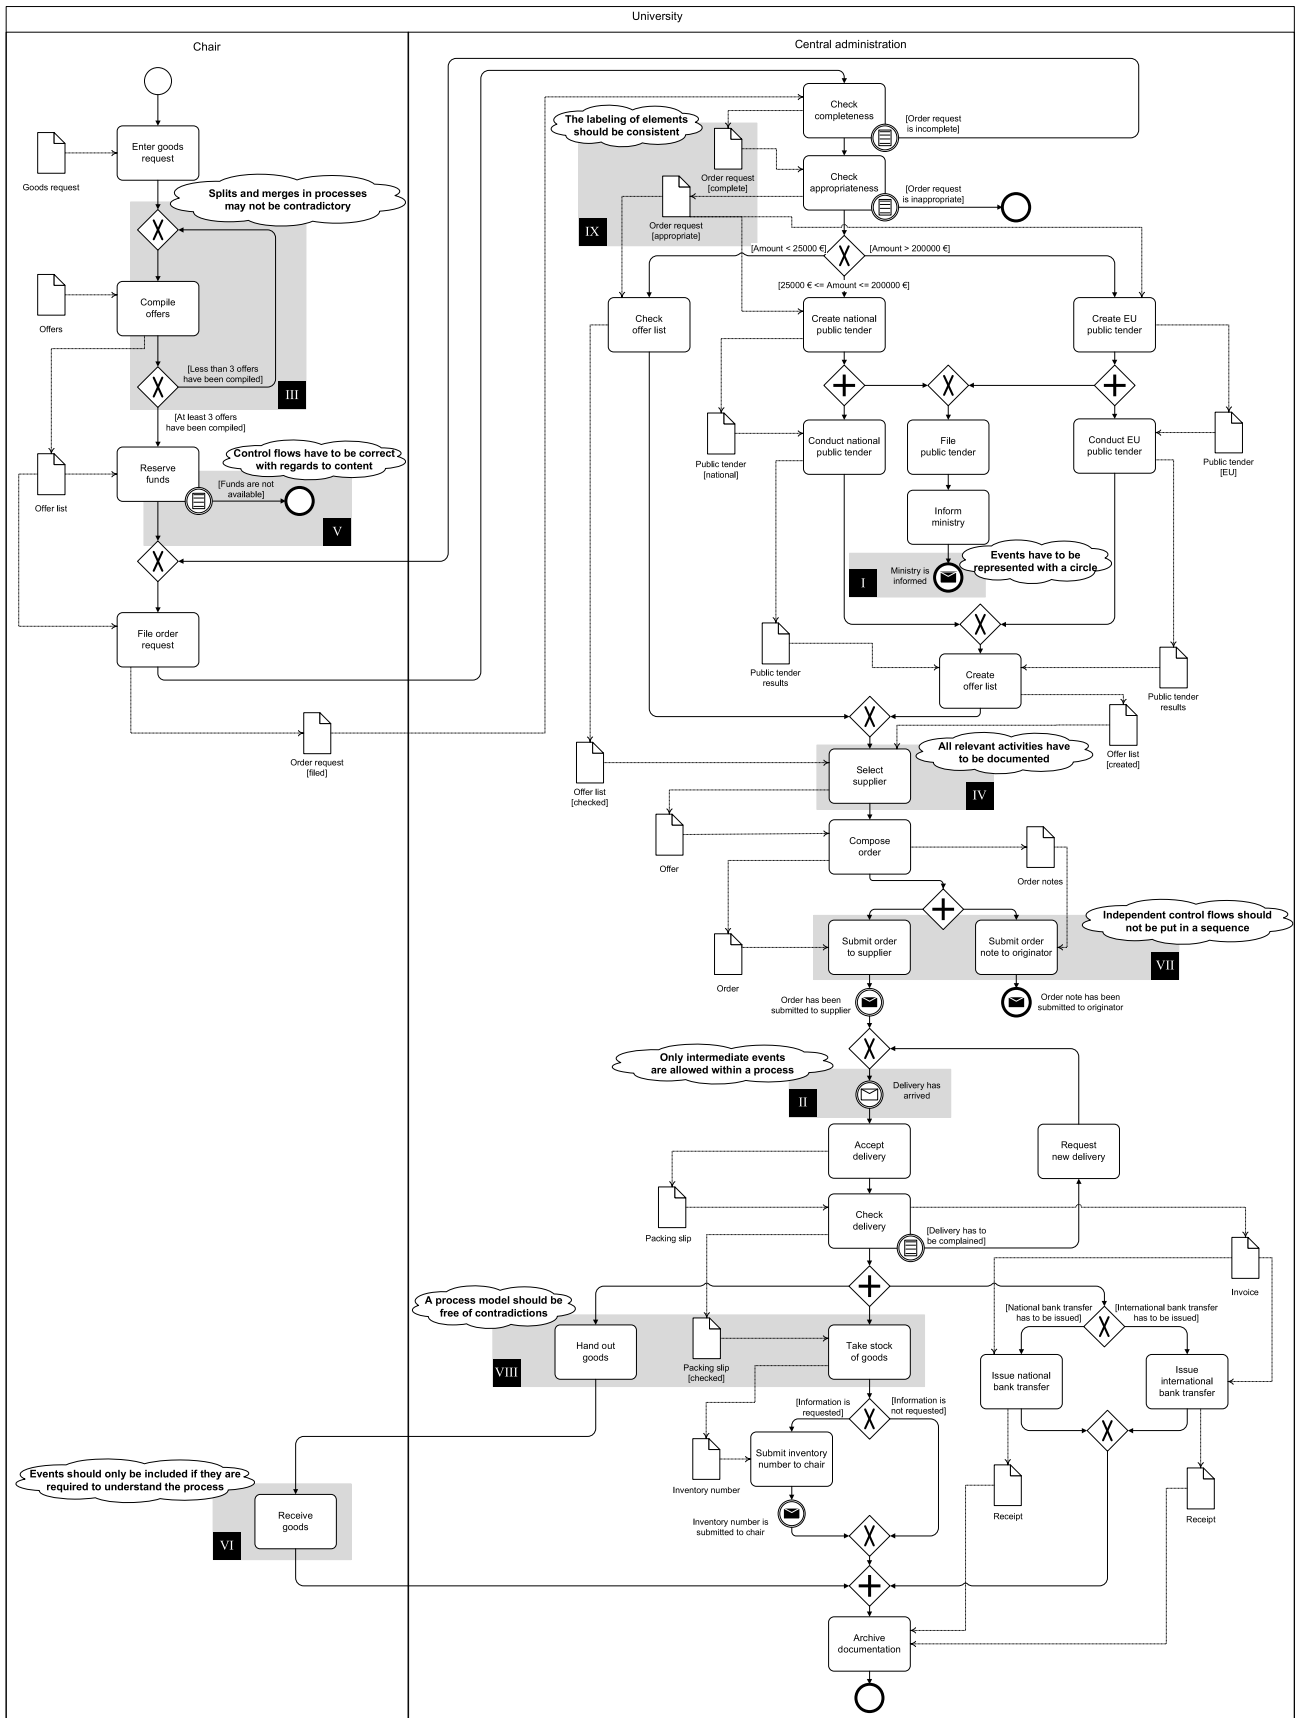 University
Chair
Central administration
Enter goods
request
Goods request
Splits and merges in processes
may not be contradictory
Compile
offers
Offers
[Less than 3 offers
have been compiled]
III
[At least 3 offers
have been compiled]
Control flows have to be correct
with regards to content
Reserve
funds
[Funds are not
available]
Offer list
V
File order
request
Order request
[filed]
Check
completeness
[Order request
is incomplete]
The labeling of elements
should be consistent
Order request
[complete]
Check
appropriateness
[Order request
is inappropriate]
Order request
[appropriate]
IX
[Amount < 25000 €]
[Amount > 200000 €]
[25000 € <= Amount <= 200000 €]
Check
offer list
Create national
public tender
Create EU
public tender
Public tender
[national]
Conduct national
public tender
File
public tender
Conduct EU
public tender
Public tender
[EU]
Inform
ministry
Events have to be
represented with a circle
Ministry is
informed
I
Public tender
results
Create
offer list
Public tender
results
Offer list
[created]
All relevant activities have
to be documented
Select
supplier
IV
Offer list
[checked]
Offer
Compose
order
Order notes
Independent control flows should
not be put in a sequence
Submit order
to supplier
Submit order
note to originator
VII
Order
Order has been
submitted to supplier
Order note has been
submitted to originator
Only intermediate events
are allowed within a process
Delivery has
arrived
II
Accept
delivery
Request
new delivery
Packing slip
Check
delivery
[Delivery has to
be complained]
Invoice
A process model should be
free of contradictions
Hand out
goods
VIII
Packing slip
[checked]
Take stock
of goods
[National bank transfer
has to be issued]
[International bank transfer
has to be issued]
Issue national
bank transfer
Issue
international
bank transfer
[Information is
requested]
[Information is
not requested]
Submit inventory
number to chair
Inventory number
Inventory number is
submitted to chair
Receipt
Receipt
Events should only be included if they are
required to understand the process
Receive
goods
VI
Archive
documentation